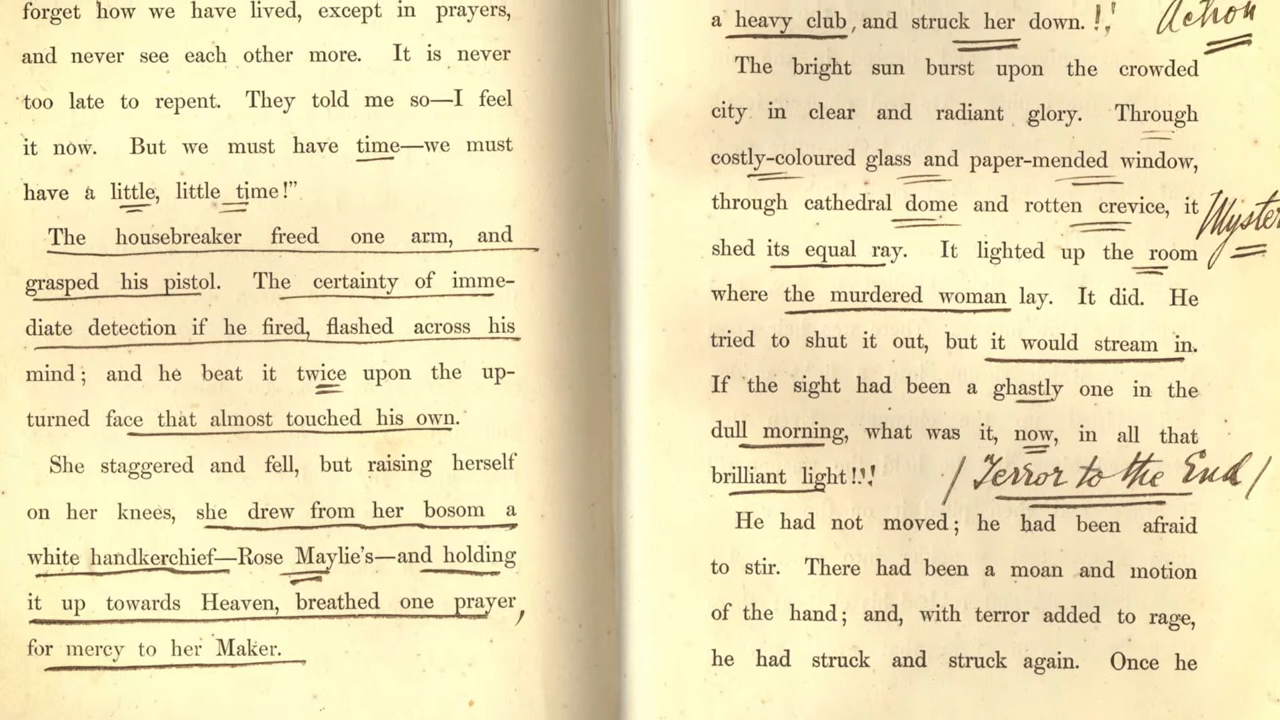 forget how we have lived, except in prayers,
and never see each other more. It is never
too late to repent. They told me so—I feel
it now. But we must have time—we must
have a little, little time!”
The housebreaker freed one arm, and
grasped his pistol. The certainty of imme-
diate detection if he fired, flashed across his
mind; and he beat it twice upon the up-
turned face that almost touched his own.
She staggered and fell, but raising herself
on her knees, she drew from her bosom a
white handkerchief—Rose Maylie’s—and holding
it up towards Heaven, breathed one prayer,
for mercy to her Maker.
a heavy club, and struck her down.!! Action
The bright sun burst upon the crowded
city in clear and radiant glory. Through
costly-coloured glass and paper-mended window,
through cathedral dome and rotten crevice, it
Myste
shed its equal ray. It lighted up the room
where the murdered woman lay. It did. He
tried to shut it out, but it would stream in.
If the sight had been a ghastly one in the
dull morning, what was it, now, in all that
brilliant light!!! / Terror to the End /
He had not moved; he had been afraid
to stir. There had been a moan and motion
of the hand; and, with terror added to rage,
he had struck and struck again. Once he